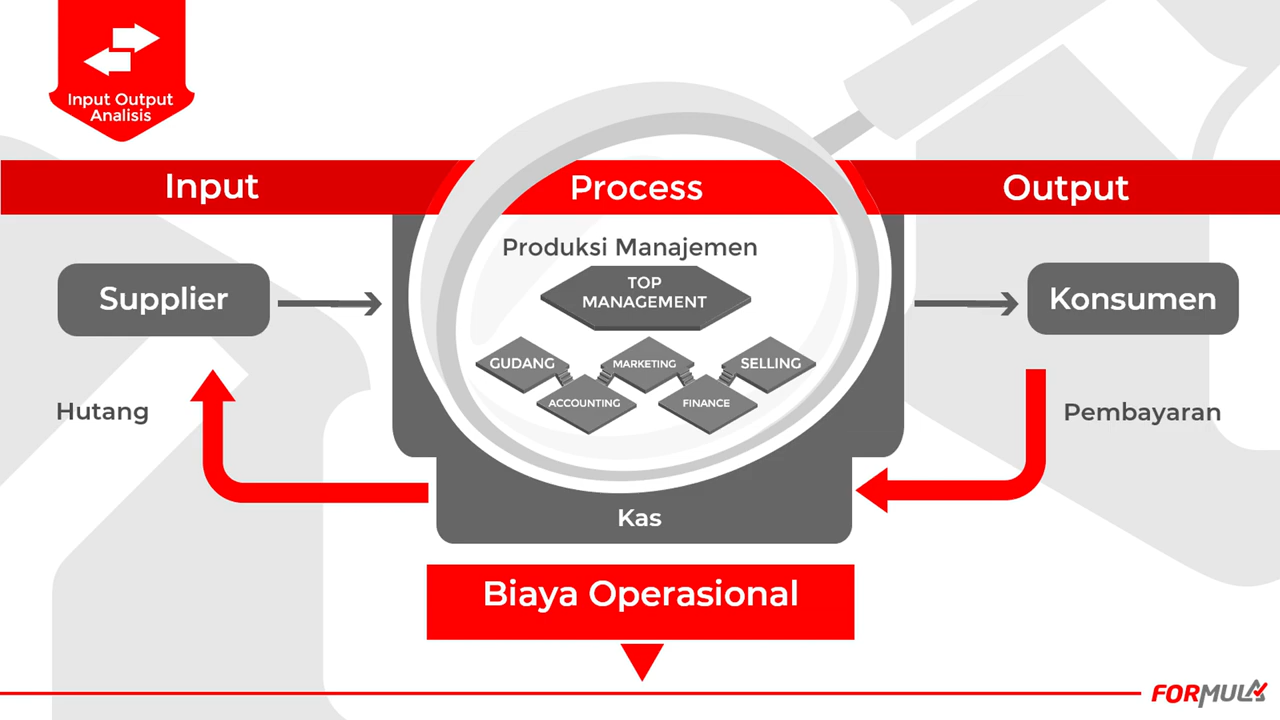 Input Output
Analisis
Input
Process
Output
Produksi Manajemen
TOP
MANAGEMENT
Supplier
Konsumen
GUDANG
MARKETING
SELLING
ACCOUNTING
FINANCE
Hutang
Pembayaran
Kas
Biaya Operasional
FORMULA